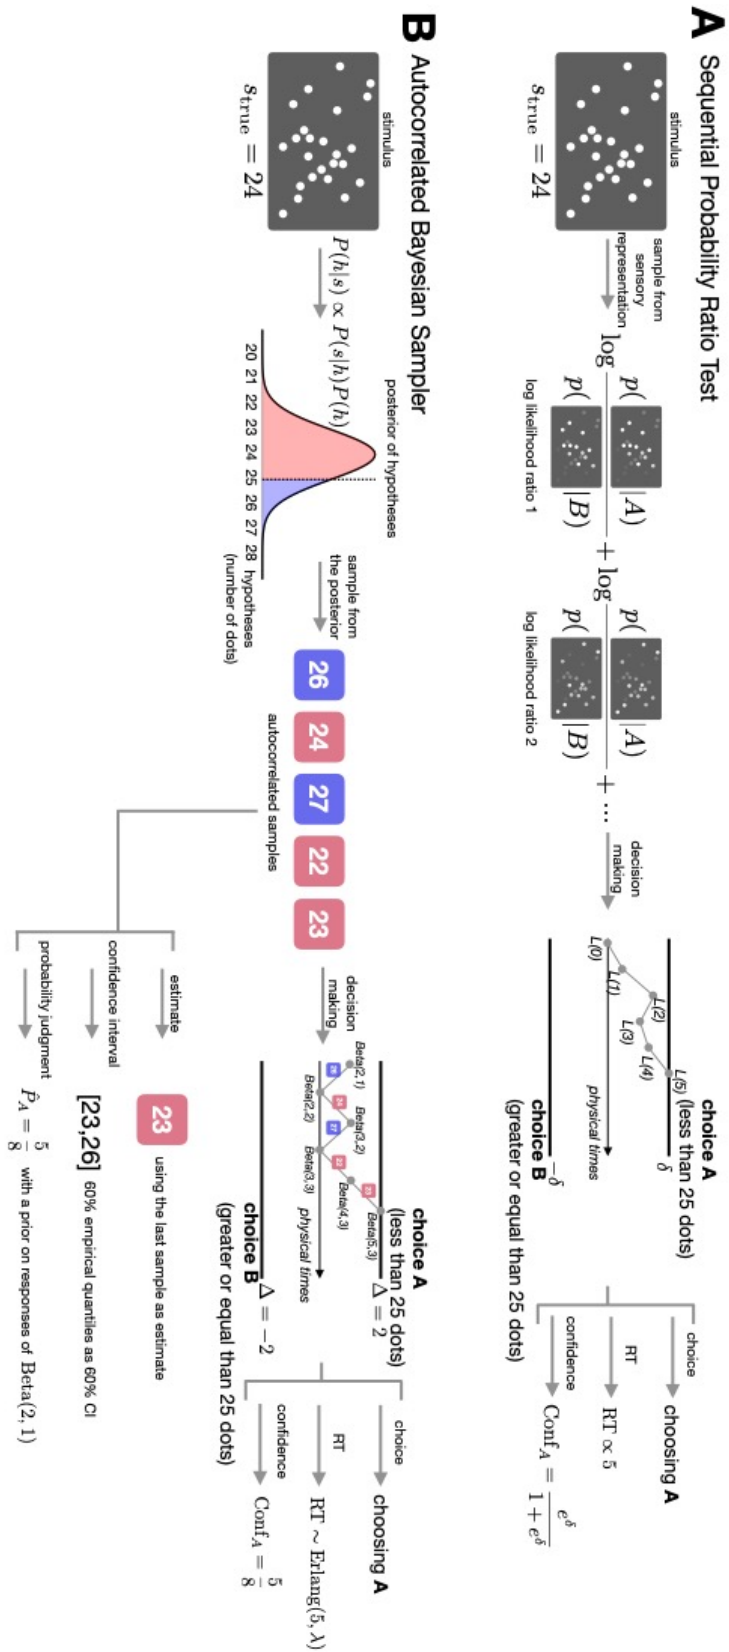 A Sequential Probability Ratio Test
stimulus
s_true = 24
sample from
sensory
representation
log p( |A) / p( |B)
log likelihood ratio 1
+ log p( |A) / p( |B)
log likelihood ratio 2
+ ...
decision
making
L(0)
L(1)
L(2)
L(3)
L(4)
L(5)
choice A
(less than 25 dots)
δ
physical times
−δ
choice B
(greater or equal than 25 dots)
choice
choosing A
RT
RT ∝ 5
confidence
Conf_A = e^δ / (1 + e^δ)
B Autocorrelated Bayesian Sampler
stimulus
s_true = 24
P(h|s) ∝ P(s|h)P(h)
posterior of hypotheses
20 21 22 23 24 25 26 27 28
hypotheses
(number of dots)
sample from
the posterior
26 24 27 22 23
autocorrelated samples
decision
making
Beta(2,1)
26
Beta(2,2)
24
Beta(3,2)
27
Beta(3,3)
22
Beta(4,3)
23
Beta(5,3)
choice A
(less than 25 dots)
Δ = 2
physical times
Δ = −2
choice B
(greater or equal than 25 dots)
choice
choosing A
RT
RT ~ Erlang(5, λ)
confidence
Conf_A = 5/8
estimate
23 using the last sample as estimate
confidence interval
[23,26] 60% empirical quantiles as 60% CI
probability judgment
P̂_A = 5/8 with a prior on responses of Beta(2, 1)